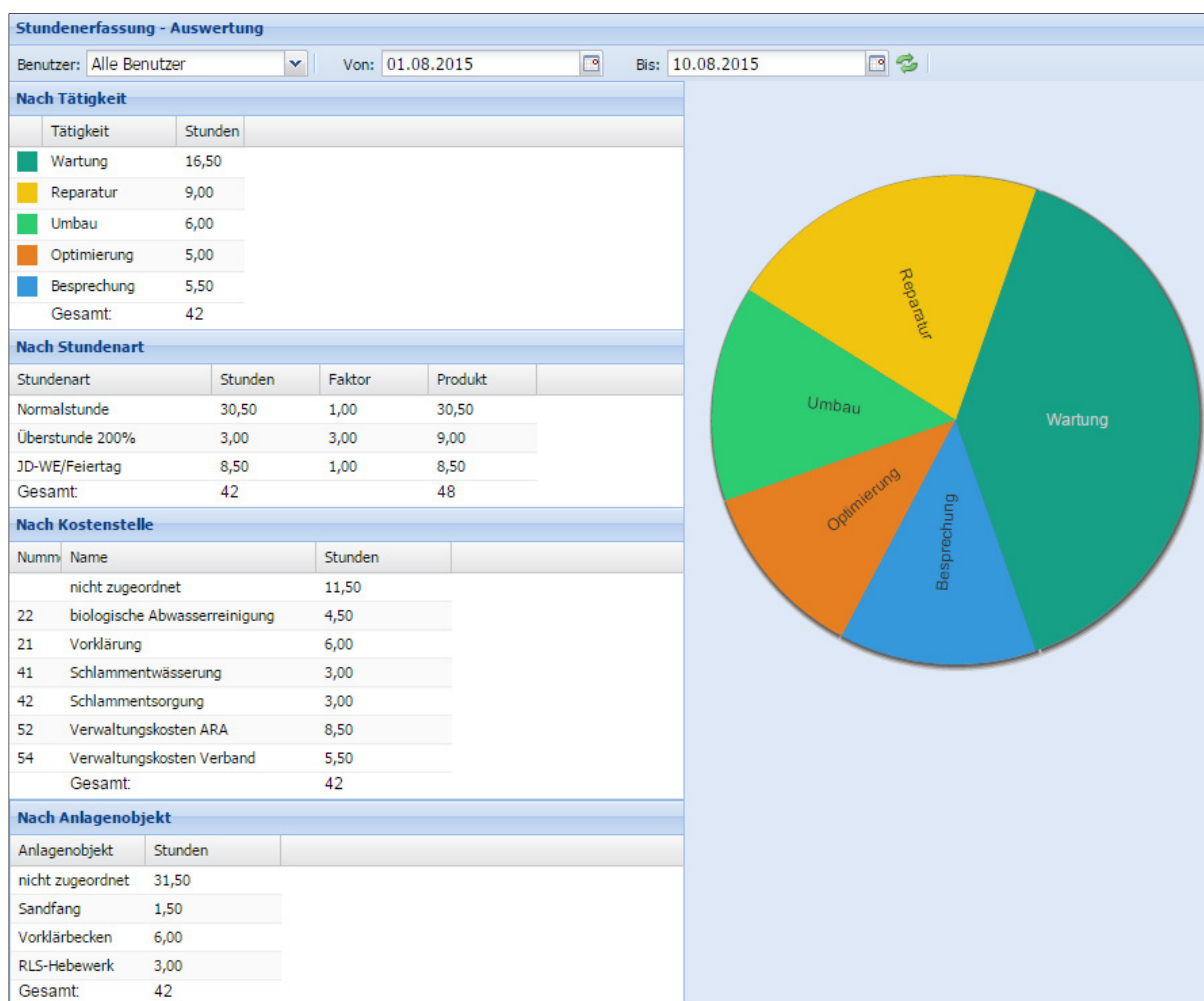 Stundenerfassung - Auswertung
Benutzer: Alle Benutzer Von: 01.08.2015 Bis: 10.08.2015
Nach Tätigkeit
Tätigkeit Stunden
Wartung 16,50
Reparatur 9,00
Umbau 6,00
Optimierung 5,00
Besprechung 5,50
Gesamt: 42
Nach Stundenart
Stundenart Stunden Faktor Produkt
Normalstunde 30,50 1,00 30,50
Überstunde 200% 3,00 3,00 9,00
JD-WE/Feiertag 8,50 1,00 8,50
Gesamt: 42 48
Nach Kostenstelle
Numm Name Stunden
nicht zugeordnet 11,50
22 biologische Abwasserreinigung 4,50
21 Vorklärung 6,00
41 Schlammentwässerung 3,00
42 Schlammentsorgung 3,00
52 Verwaltungskosten ARA 8,50
54 Verwaltungskosten Verband 5,50
Gesamt: 42
Nach Anlagenobjekt
Anlagenobjekt Stunden
nicht zugeordnet 31,50
Sandfang 1,50
Vorklärbecken 6,00
RLS-Hebewerk 3,00
Gesamt: 42
Reparatur
Umbau
Wartung
Optimierung
Besprechung